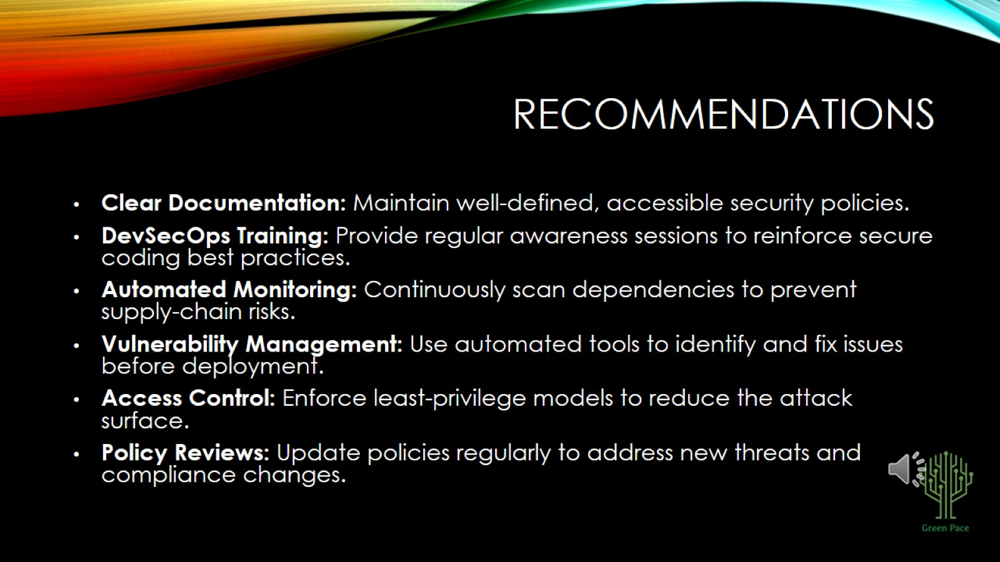 RECOMMENDATIONS
• Clear Documentation: Maintain well-defined, accessible security policies.
• DevSecOps Training: Provide regular awareness sessions to reinforce secure
coding best practices.
• Automated Monitoring: Continuously scan dependencies to prevent
supply-chain risks.
• Vulnerability Management: Use automated tools to identify and fix issues
before deployment.
• Access Control: Enforce least-privilege models to reduce the attack
surface.
• Policy Reviews: Update policies regularly to address new threats and
compliance changes.
Green Pace